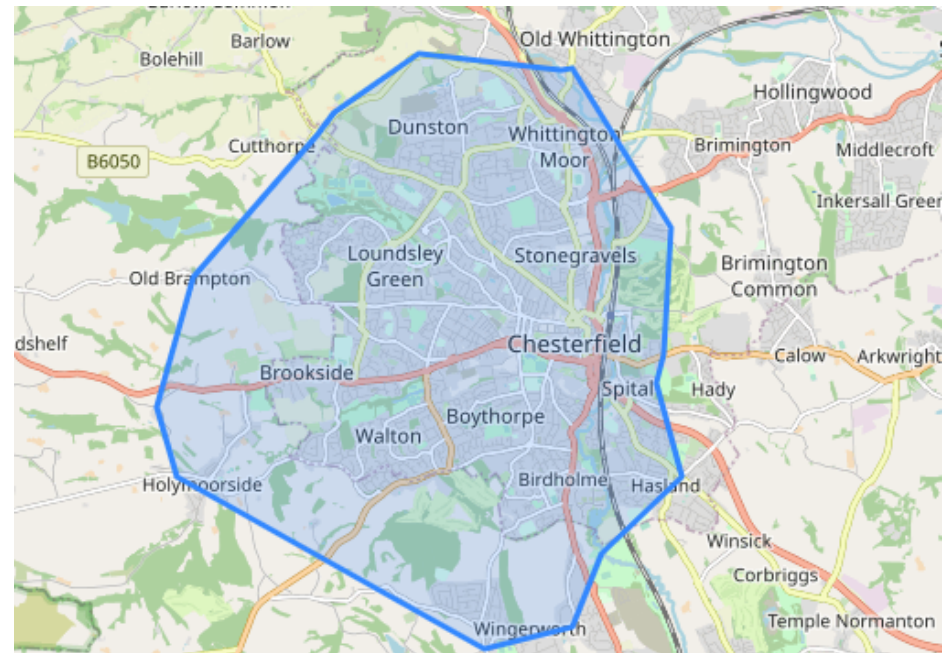 Barlow
Old Whittington
Bolehill
Hollingwood
Dunston
Whittington
Moor
Cutthorpe
Brimington
Middlecroft
B6050
Inkersall Green
Loundsley
Green
Stonegravels
Old Brampton
Brimington
Common
dshelf
Chesterfield
Calow
Arkwright
Brookside
Spital
Hady
Boythorpe
Walton
Holymoorside
Birdholme
Hasland
Winsick
Corbriggs
Wingerworth
Temple Normanton